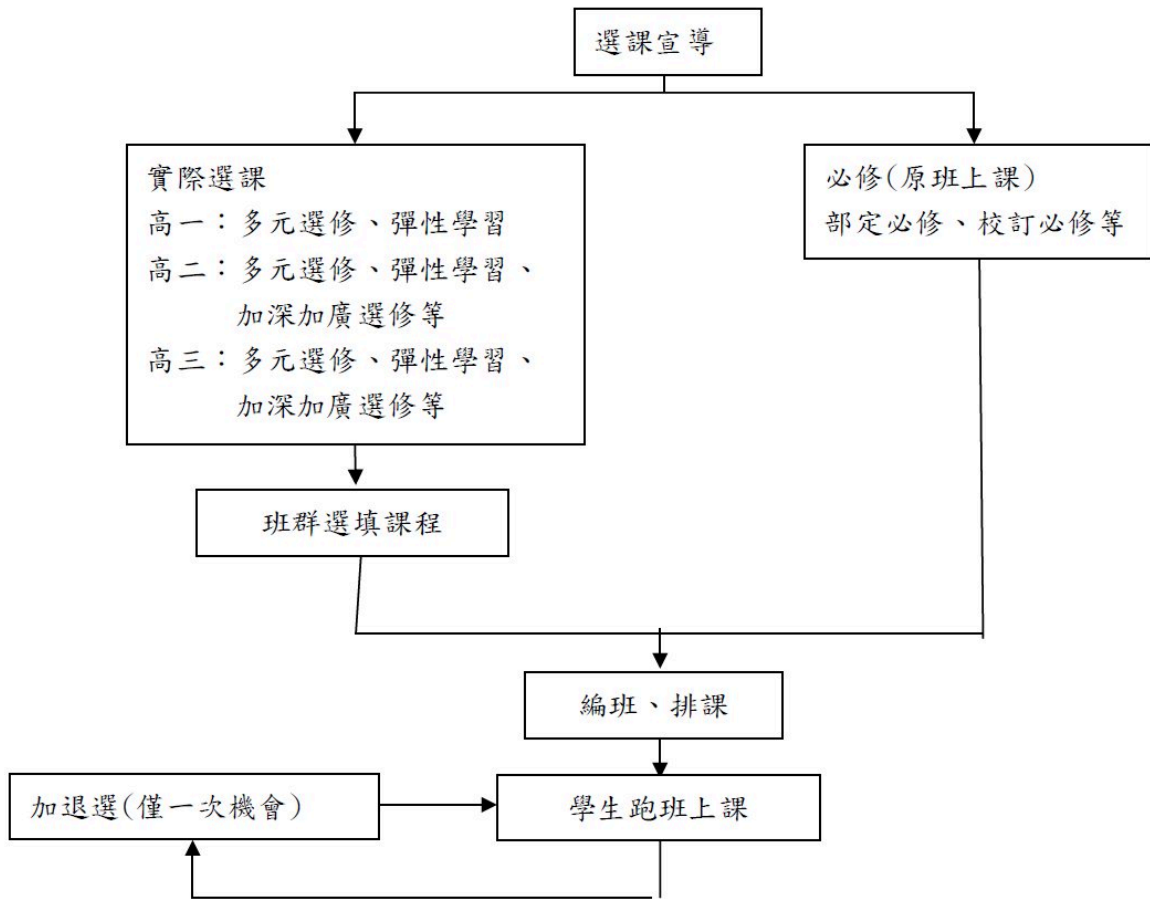 選課宣導
實際選課
高一：多元選修、彈性學習
高二：多元選修、彈性學習、
加深加廣選修等
高三：多元選修、彈性學習、
加深加廣選修等
必修(原班上課)
部定必修、校訂必修等
班群選填課程
編班、排課
加退選(僅一次機會)
學生跑班上課